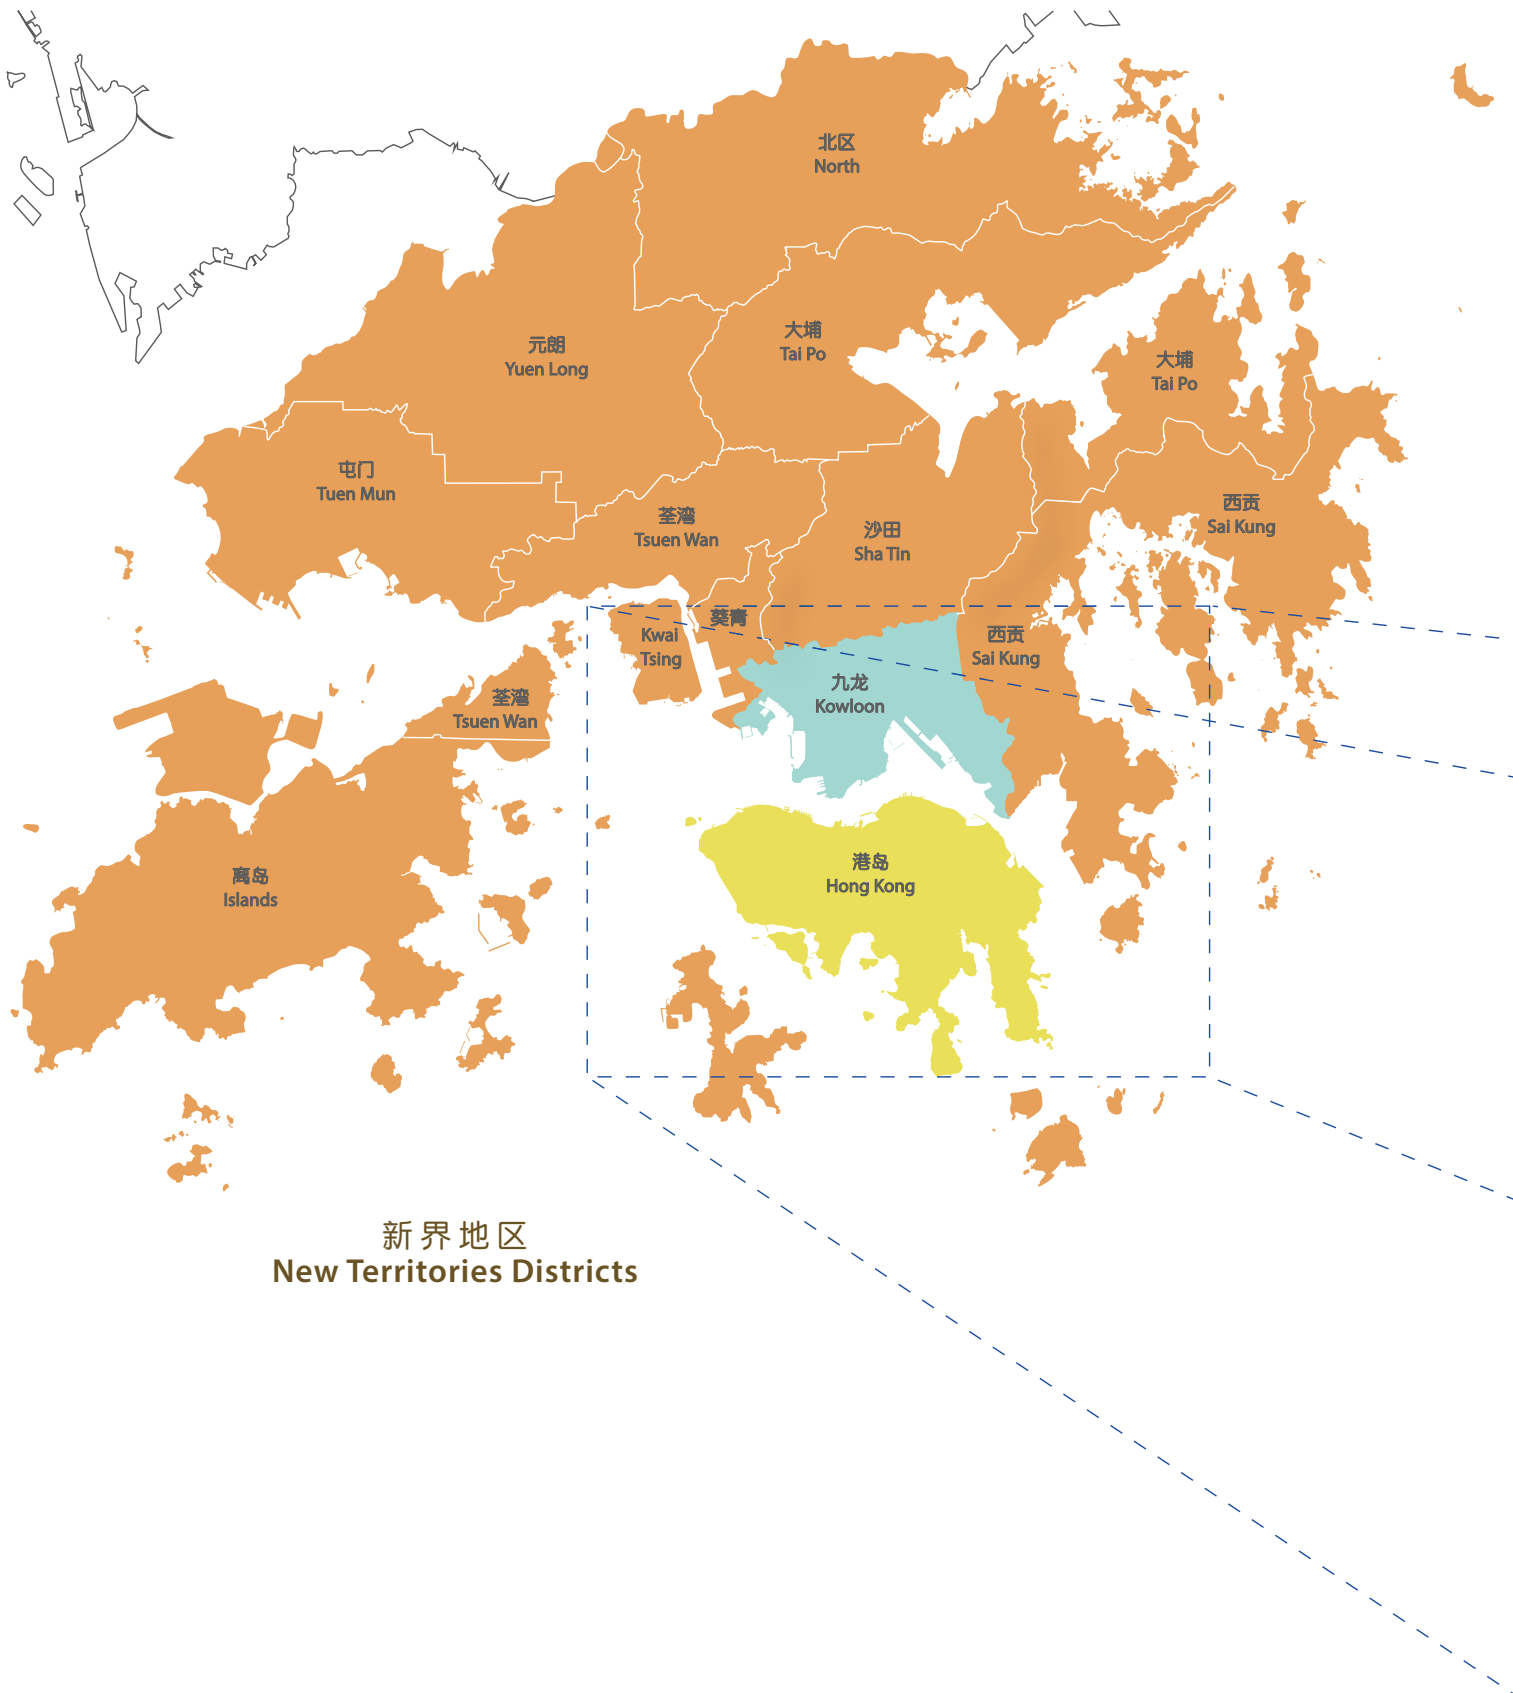 北区
North
大埔
Tai Po
元朗
Yuen Long
大埔
Tai Po
屯门
Tuen Mun
荃湾
Tsuen Wan
沙田
Sha Tin
西贡
Sai Kung
葵青
Kwai
Tsing
西贡
Sai Kung
荃湾
Tsuen Wan
九龙
Kowloon
离岛
Islands
港岛
Hong Kong
新界地区
New Territories Districts